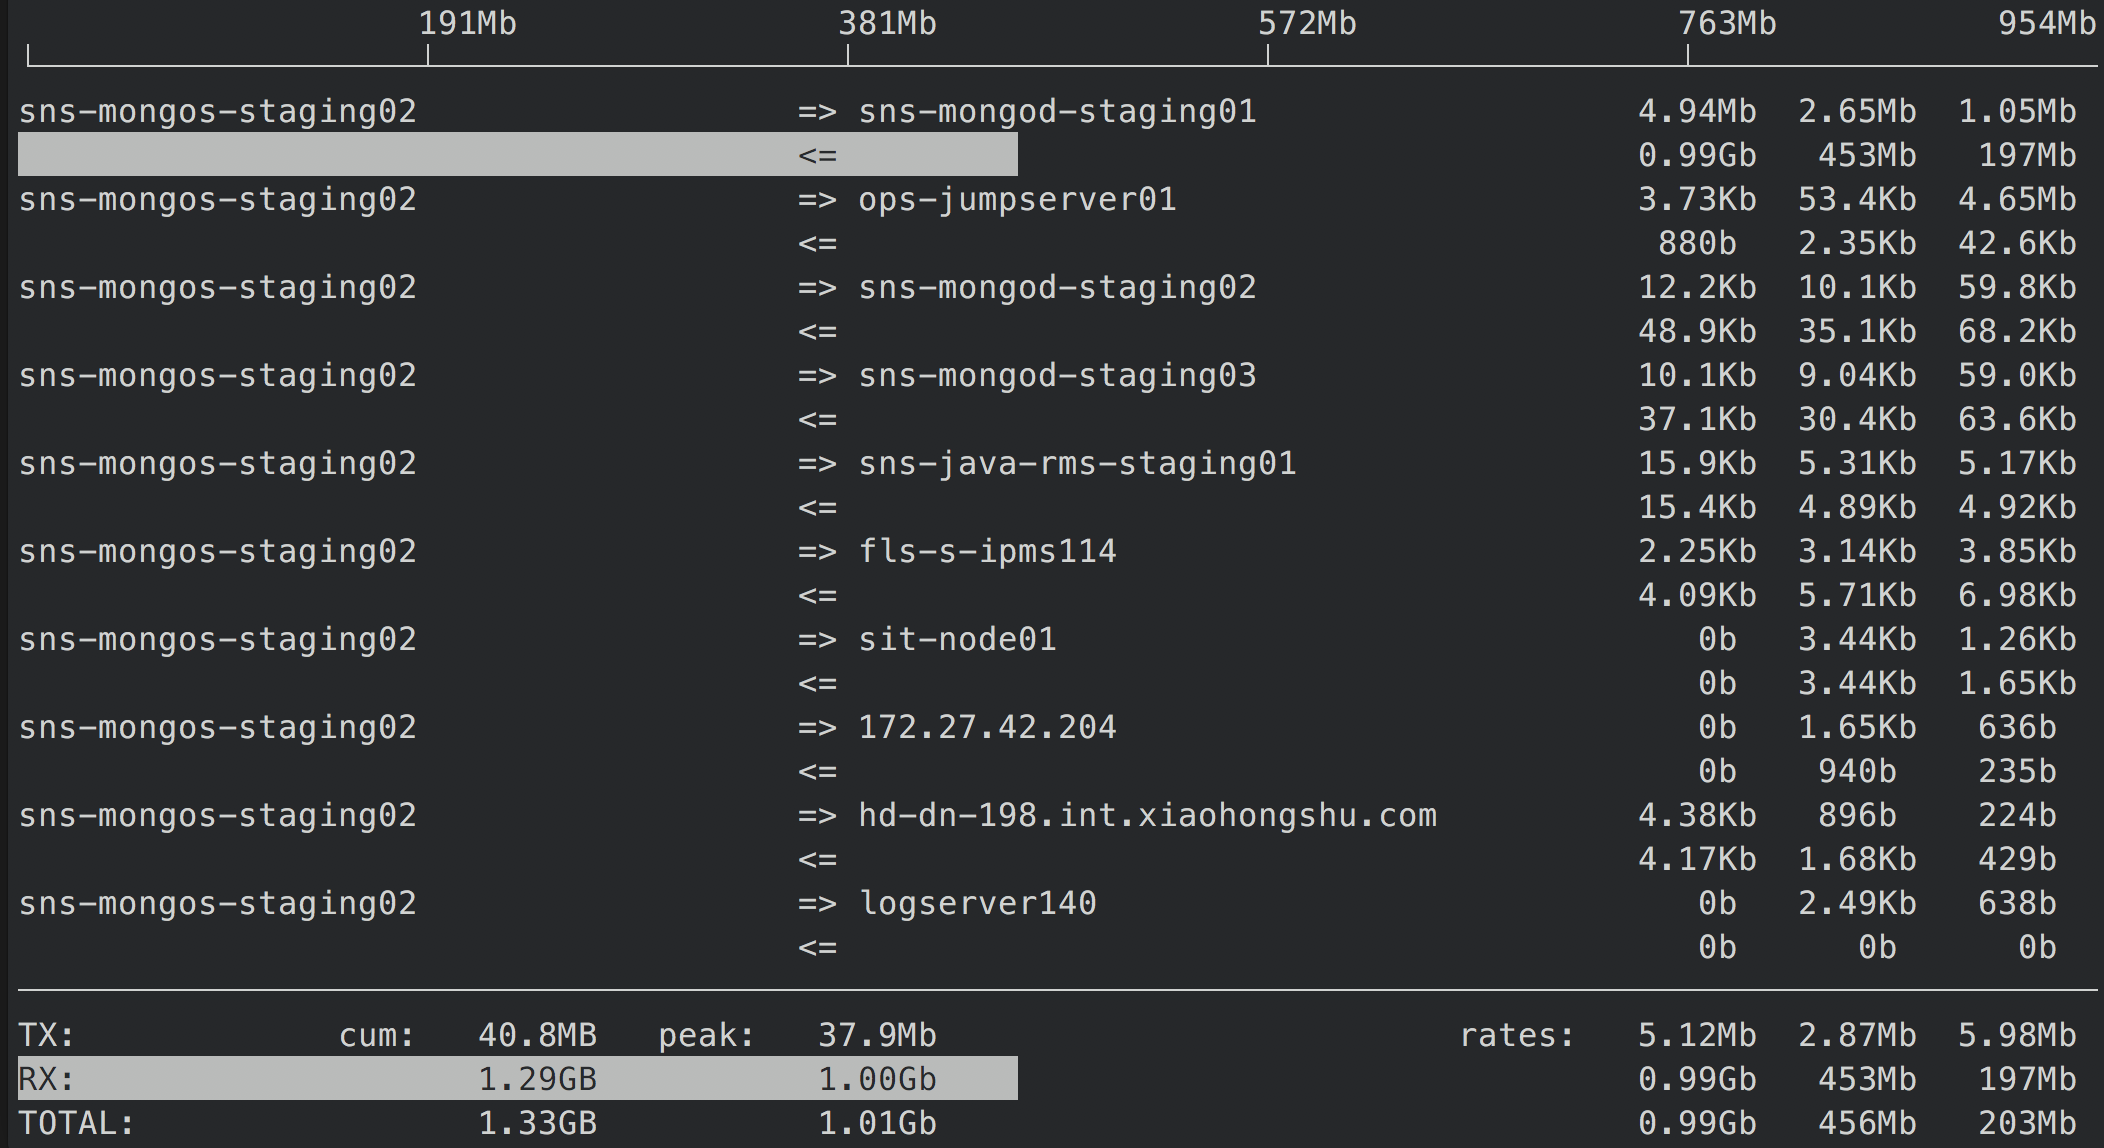 191Mb 381Mb 572Mb 763Mb 954Mb
sns-mongos-staging02 => sns-mongod-staging01 4.94Mb 2.65Mb 1.05Mb
<= 0.99Gb 453Mb 197Mb
sns-mongos-staging02 => ops-jumpserver01 3.73Kb 53.4Kb 4.65Mb
<= 880b 2.35Kb 42.6Kb
sns-mongos-staging02 => sns-mongod-staging02 12.2Kb 10.1Kb 59.8Kb
<= 48.9Kb 35.1Kb 68.2Kb
sns-mongos-staging02 => sns-mongod-staging03 10.1Kb 9.04Kb 59.0Kb
<= 37.1Kb 30.4Kb 63.6Kb
sns-mongos-staging02 => sns-java-rms-staging01 15.9Kb 5.31Kb 5.17Kb
<= 15.4Kb 4.89Kb 4.92Kb
sns-mongos-staging02 => fls-s-ipms114 2.25Kb 3.14Kb 3.85Kb
<= 4.09Kb 5.71Kb 6.98Kb
sns-mongos-staging02 => sit-node01 0b 3.44Kb 1.26Kb
<= 0b 3.44Kb 1.65Kb
sns-mongos-staging02 => 172.27.42.204 0b 1.65Kb 636b
<= 0b 940b 235b
sns-mongos-staging02 => hd-dn-198.int.xiaohongshu.com 4.38Kb 896b 224b
<= 4.17Kb 1.68Kb 429b
sns-mongos-staging02 => logserver140 0b 2.49Kb 638b
<= 0b 0b 0b
TX: cum: 40.8MB peak: 37.9Mb rates: 5.12Mb 2.87Mb 5.98Mb
RX: 1.29GB 1.00Gb 0.99Gb 453Mb 197Mb
TOTAL: 1.33GB 1.01Gb 0.99Gb 456Mb 203Mb